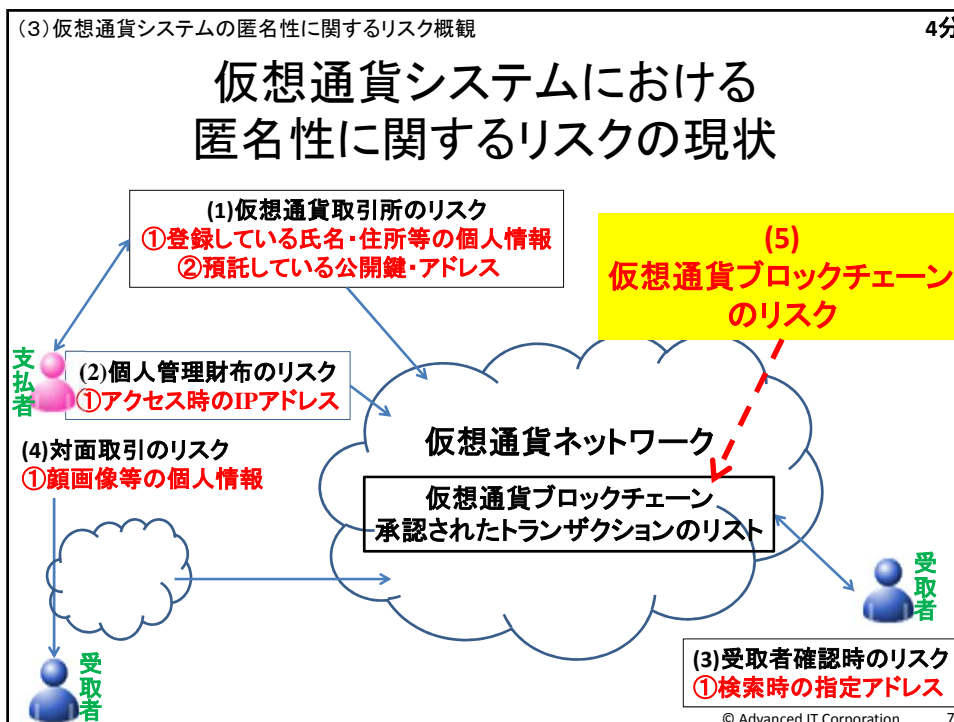 (3)仮想通貨システムの匿名性に関するリスク概観
4分
仮想通貨システムにおける
匿名性に関するリスクの現状
(1)仮想通貨取引所のリスク
①登録している氏名・住所等の個人情報
②預託している公開鍵・アドレス
(5)
仮想通貨ブロックチェーン
のリスク
支払者
(2)個人管理財布のリスク
①アクセス時のIPアドレス
(4)対面取引のリスク
①顔画像等の個人情報
仮想通貨ネットワーク
仮想通貨ブロックチェーン
承認されたトランザクションのリスト
受取者
受取者
(3)受取者確認時のリスク
①検索時の指定アドレス
© Advanced IT Corporation
7